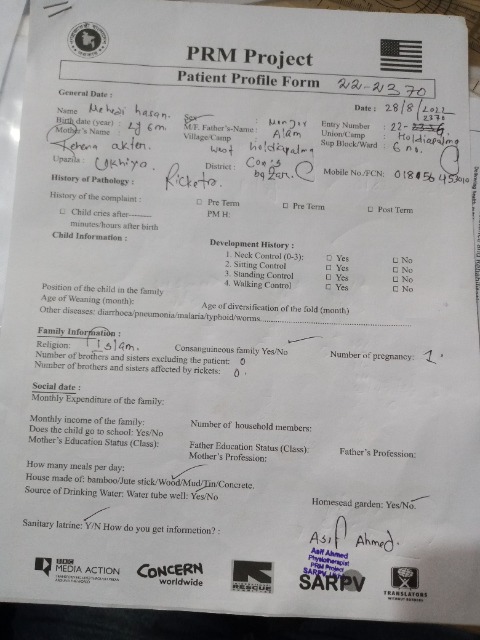 PRM Project
Patient Profile Form 22-2370
General Date :
Date : 28/8/2022
Name Mehedi hasan. Sex M/F. Father's-Name : Monjor Alam
Entry Number : 22-2370
Birth date (year) : 2y 6m. Village/Camp : West holdiapalong
Union/Camp : Holdiapalong
Mother's Name : akter.
Sup Block/Ward : 6 no.
Upazila : Ukhiya. District : Cox's bazar.
Mobile No./FCN:
History of Pathology : Rickets.
History of the complaint :
□ Pre Term □ Pre Term □ Post Term
□ Child cries after--------
minutes/hours after birth
PM H:
Child Information :
Development History :
1. Neck Control (0-3): □ Yes □ No
2. Sitting Control □ Yes □ No
3. Standing Control □ Yes □ No
4. Walking Control □ Yes □ No
Position of the child in the family
Age of Weaning (month): Age of diversification of the fold (month)
Other diseases: diarrhoea/pneumonia/malaria/typhoid/worms
Family Information :
Religion: Islam. Consanguineous family Yes/No Number of pregnancy: 1.
Number of brothers and sisters excluding the patient: 0
Number of brothers and sisters affected by rickets: 0.
Social date :
Monthly Expenditure of the family:
Monthly income of the family: Number of household members:
Does the child go to school: Yes/No
Mother's Education Status (Class): Father Education Status (Class): Father's Profession:
Mother's Profession:
How many meals per day:
House made of: bamboo/Jute stick/Wood/Mud/Tin/Concrete.
Source of Drinking Water: Water tube well: Yes/No Homesead garden: Yes/No.
Sanitary latrine: Y/N How do you get informetion? :
Asif Ahmed.
Asif Ahmed
Physiotherapist
PRM Project
SARPV
BBC
MEDIA ACTION
CONCERN
worldwide
RESCUE
SARPV
TRANSLATORS
WITHOUT BORDERS